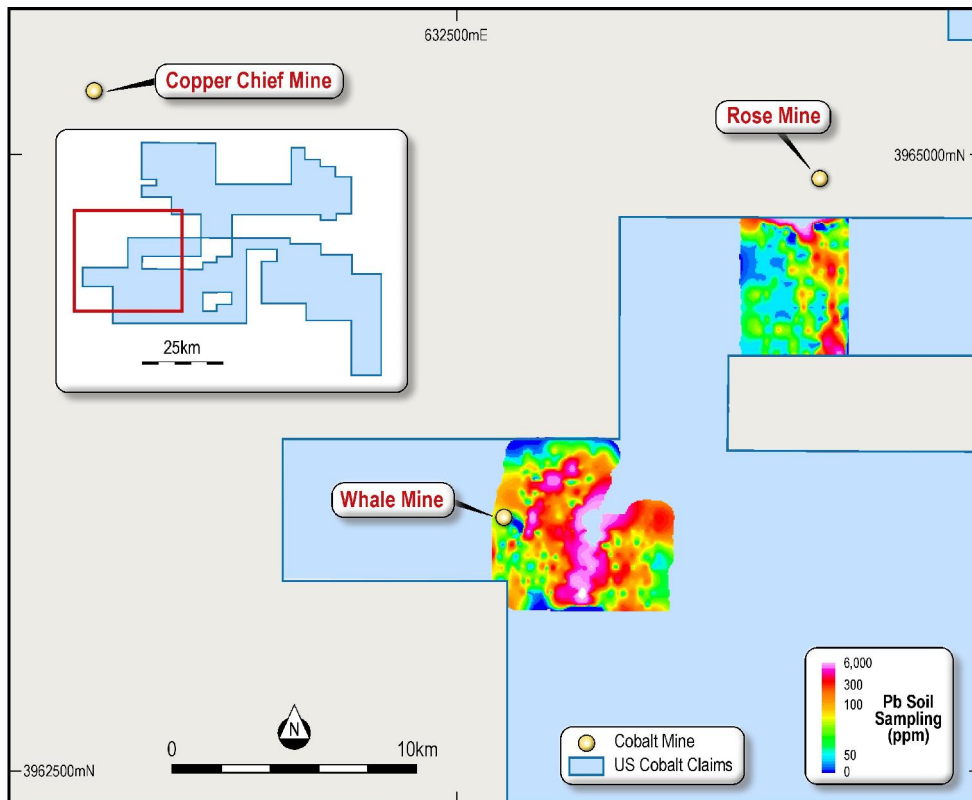 632500mE
Copper Chief Mine
Rose Mine
3965000mN
25km
Whale Mine
6,000
300
100
50
0
Pb Soil
Sampling
(ppm)
N
0
10km
Cobalt Mine
US Cobalt Claims
3962500mN